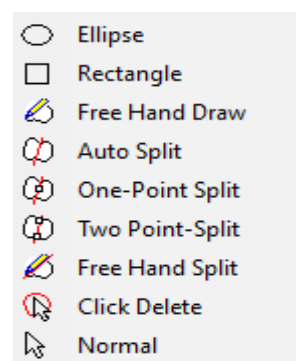 Ellipse
Rectangle
Free Hand Draw
Auto Split
One-Point Split
Two Point-Split
Free Hand Split
Click Delete
Normal